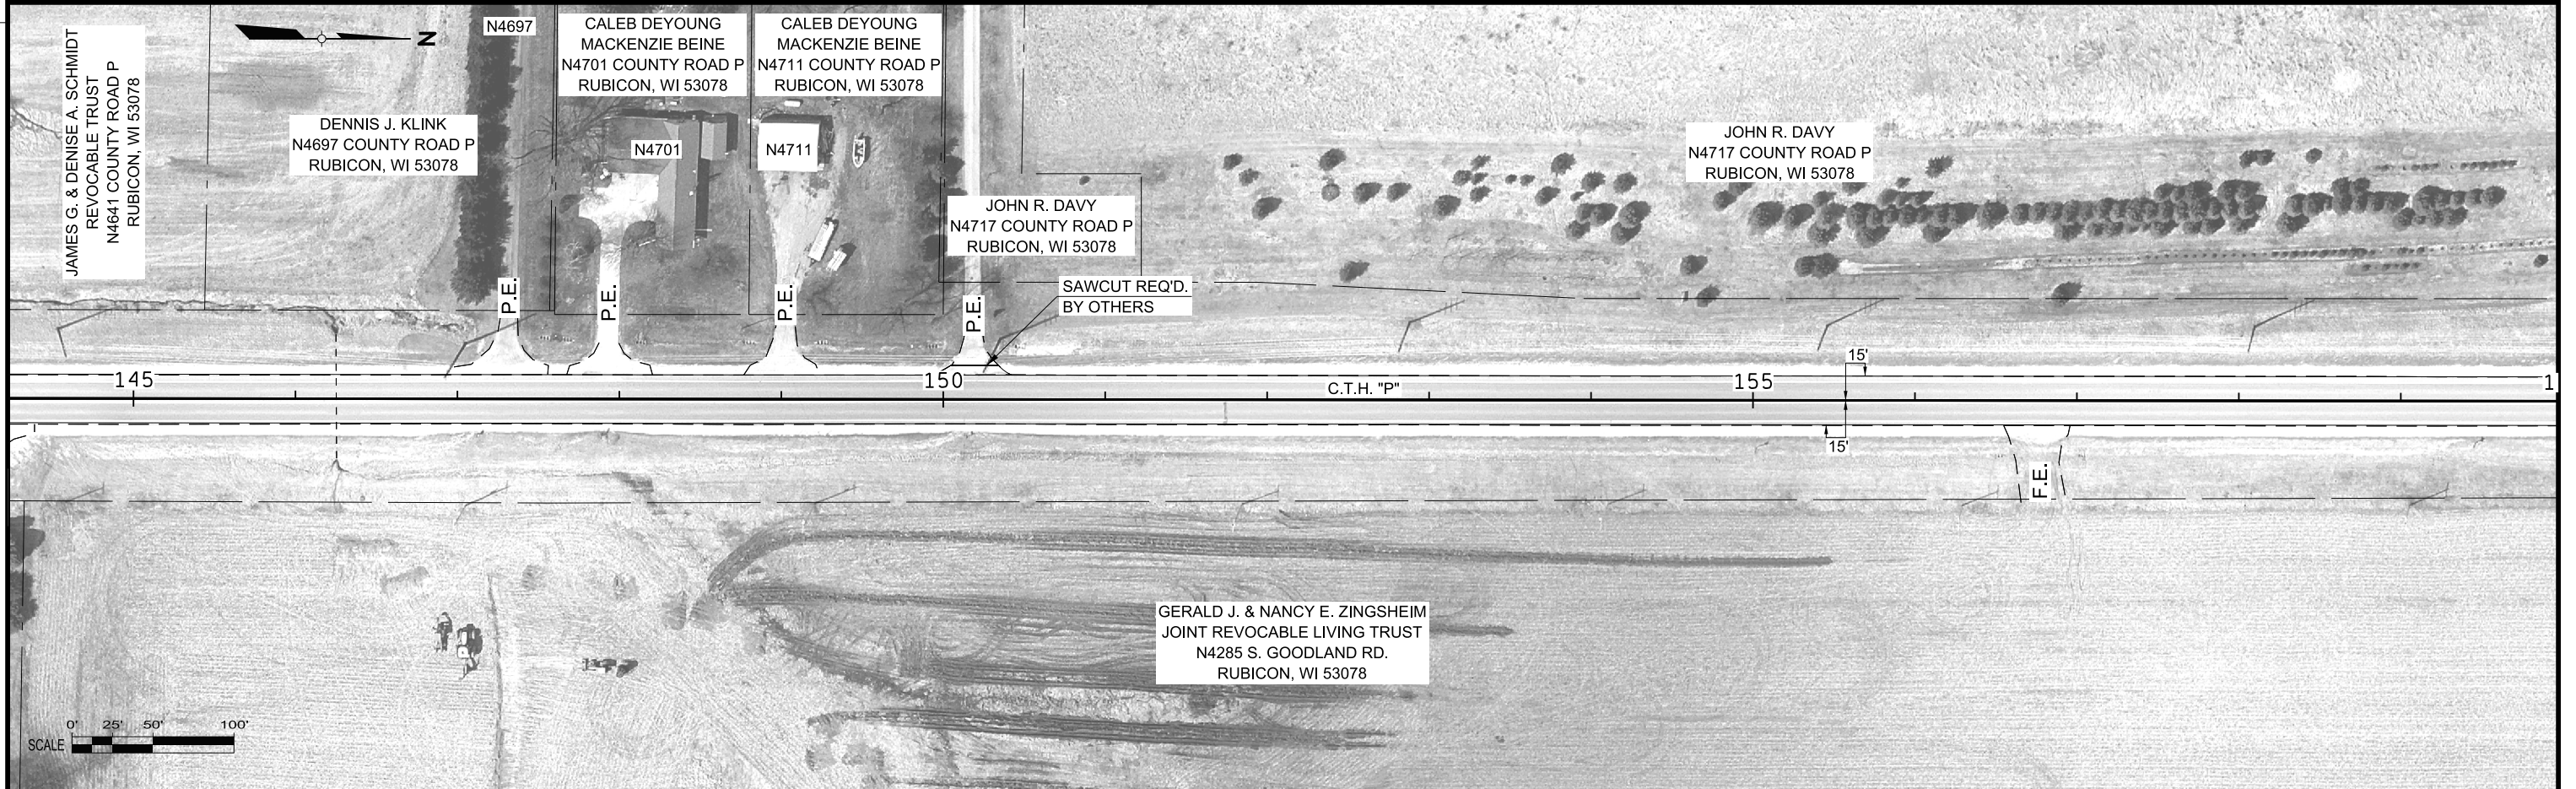 JAMES G. & DENISE A. SCHMIDT
REVOCABLE TRUST
N4641 COUNTY ROAD P
RUBICON, WI 53078
N
N4697
DENNIS J. KLINK
N4697 COUNTY ROAD P
RUBICON, WI 53078
CALEB DEYOUNG
MACKENZIE BEINE
N4701 COUNTY ROAD P
RUBICON, WI 53078
CALEB DEYOUNG
MACKENZIE BEINE
N4711 COUNTY ROAD P
RUBICON, WI 53078
N4701
N4711
JOHN R. DAVY
N4717 COUNTY ROAD P
RUBICON, WI 53078
JOHN R. DAVY
N4717 COUNTY ROAD P
RUBICON, WI 53078
P.E.
P.E.
P.E.
P.E.
SAWCUT REQ'D.
BY OTHERS
145
150
C.T.H. "P"
155
15'
1
15'
F.E.
GERALD J. & NANCY E. ZINGSHEIM
JOINT REVOCABLE LIVING TRUST
N4285 S. GOODLAND RD.
RUBICON, WI 53078
0' 25' 50' 100'
SCALE